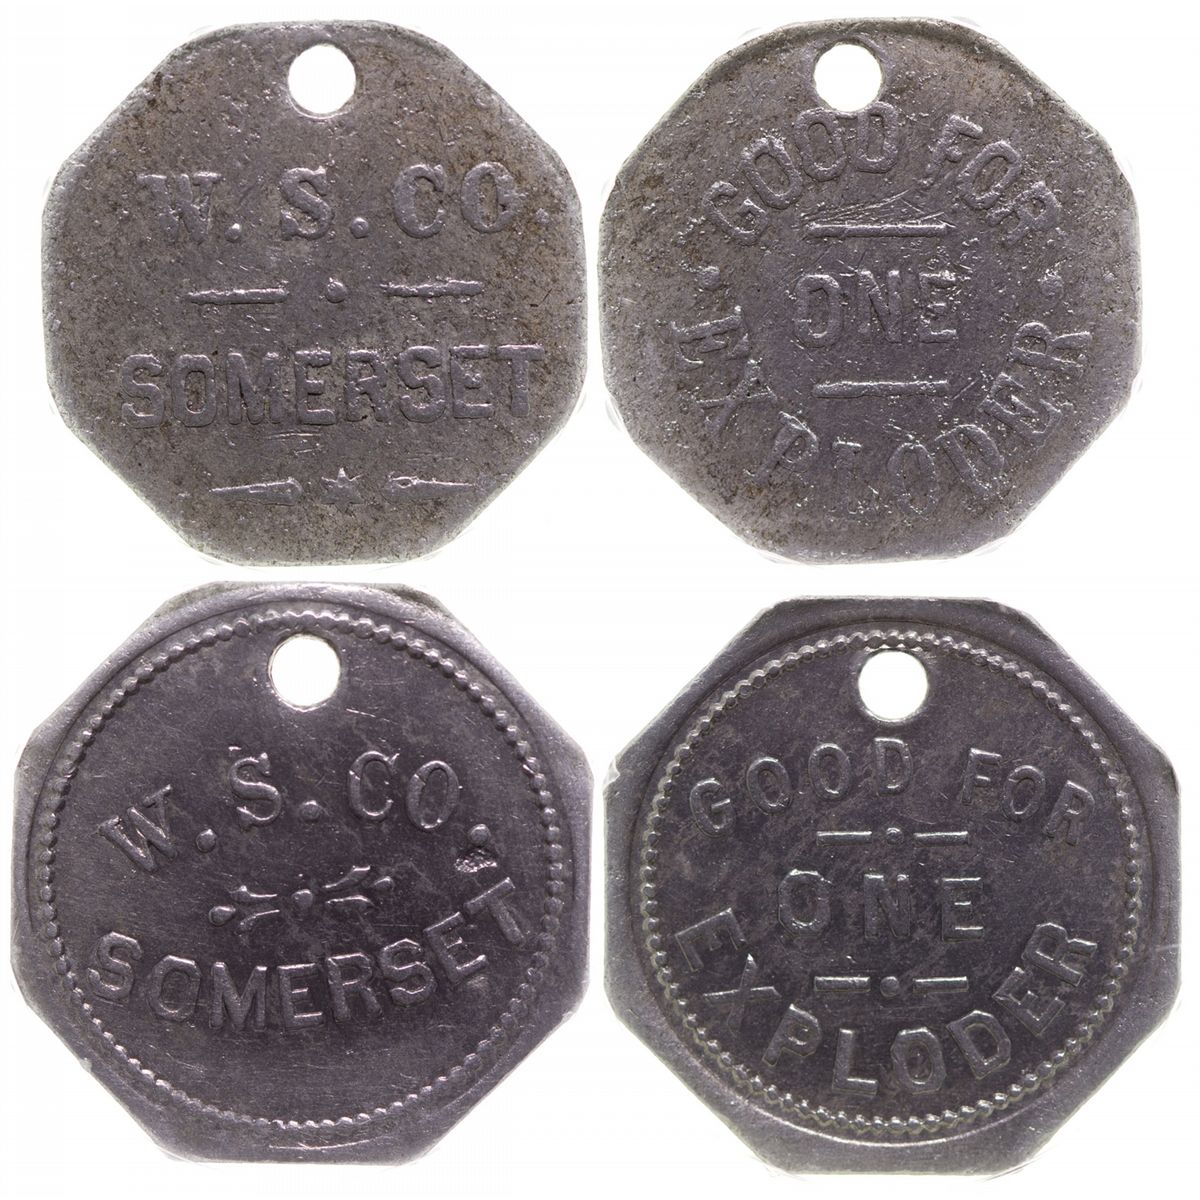 W. S. CO.
SOMERSET
GOOD FOR
ONE
EXPLODER
W. S. CO.
SOMERSET
GOOD FOR
ONE
EXPLODER